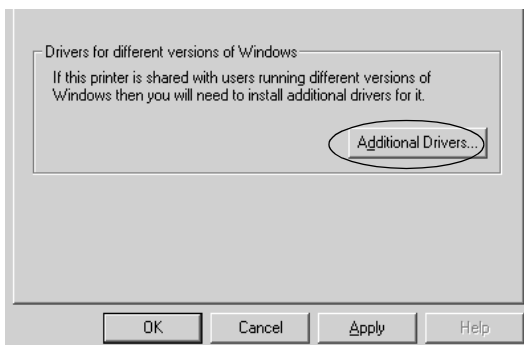 Drivers for different versions of Windows
If this printer is shared with users running different versions of
Windows then you will need to install additional drivers for it.
Additional Drivers...
OK Cancel Apply Help